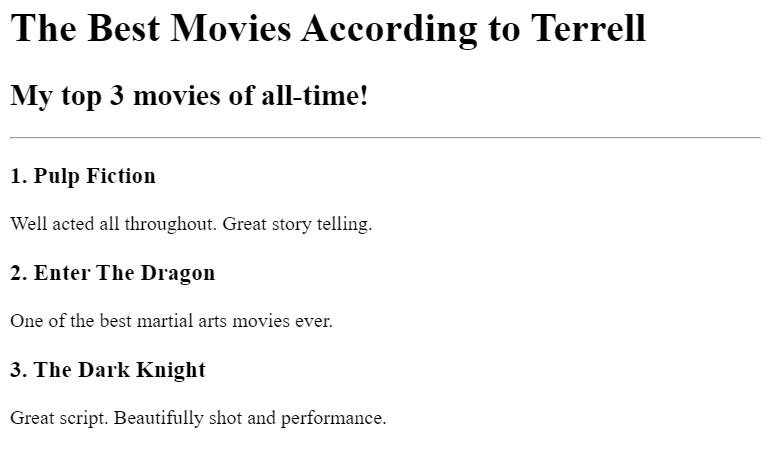 The Best Movies According to Terrell
My top 3 movies of all-time!
1. Pulp Fiction
Well acted all throughout. Great story telling.
2. Enter The Dragon
One of the best martial arts movies ever.
3. The Dark Knight
Great script. Beautifully shot and performance.